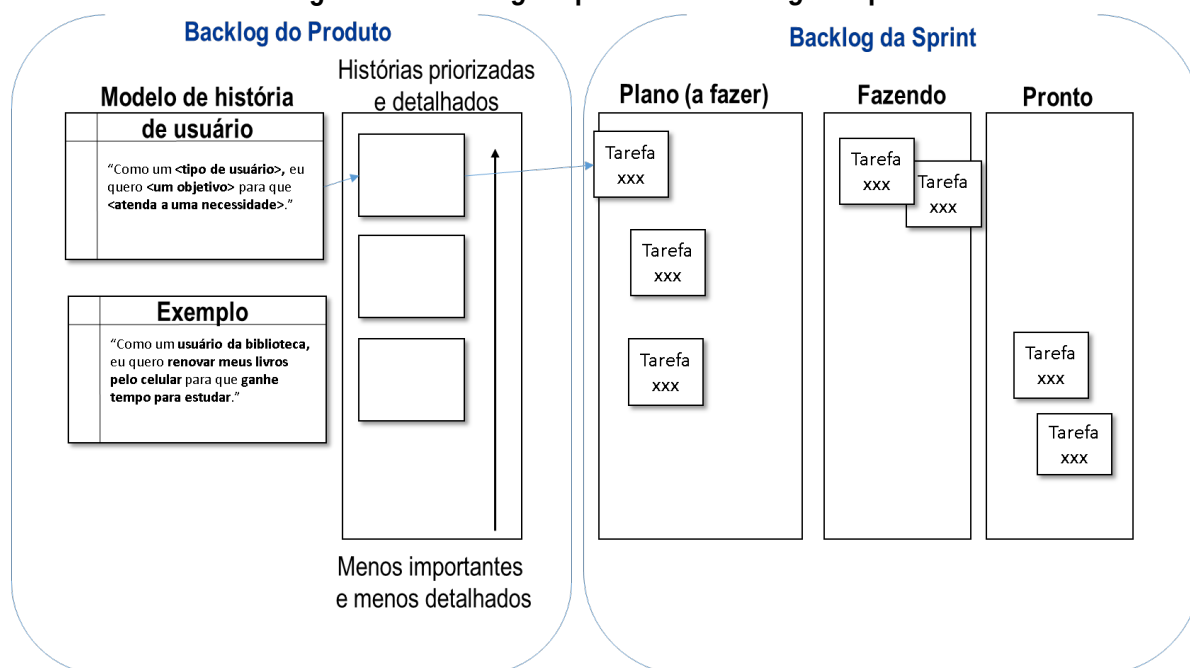 Backlog do Produto
Histórias priorizadas
e detalhados
Modelo de história
de usuário
“Como um <tipo de usuário>, eu
quero <um objetivo> para que
<atenda a uma necessidade>.”
Exemplo
“Como um usuário da biblioteca,
eu quero renovar meus livros
pelo celular para que ganhe
tempo para estudar.”
Menos importantes
e menos detalhados
Backlog da Sprint
Plano (a fazer)
Tarefa
xxx
Tarefa
xxx
Tarefa
xxx
Fazendo
Tarefa
xxx
Tarefa
xxx
Pronto
Tarefa
xxx
Tarefa
xxx